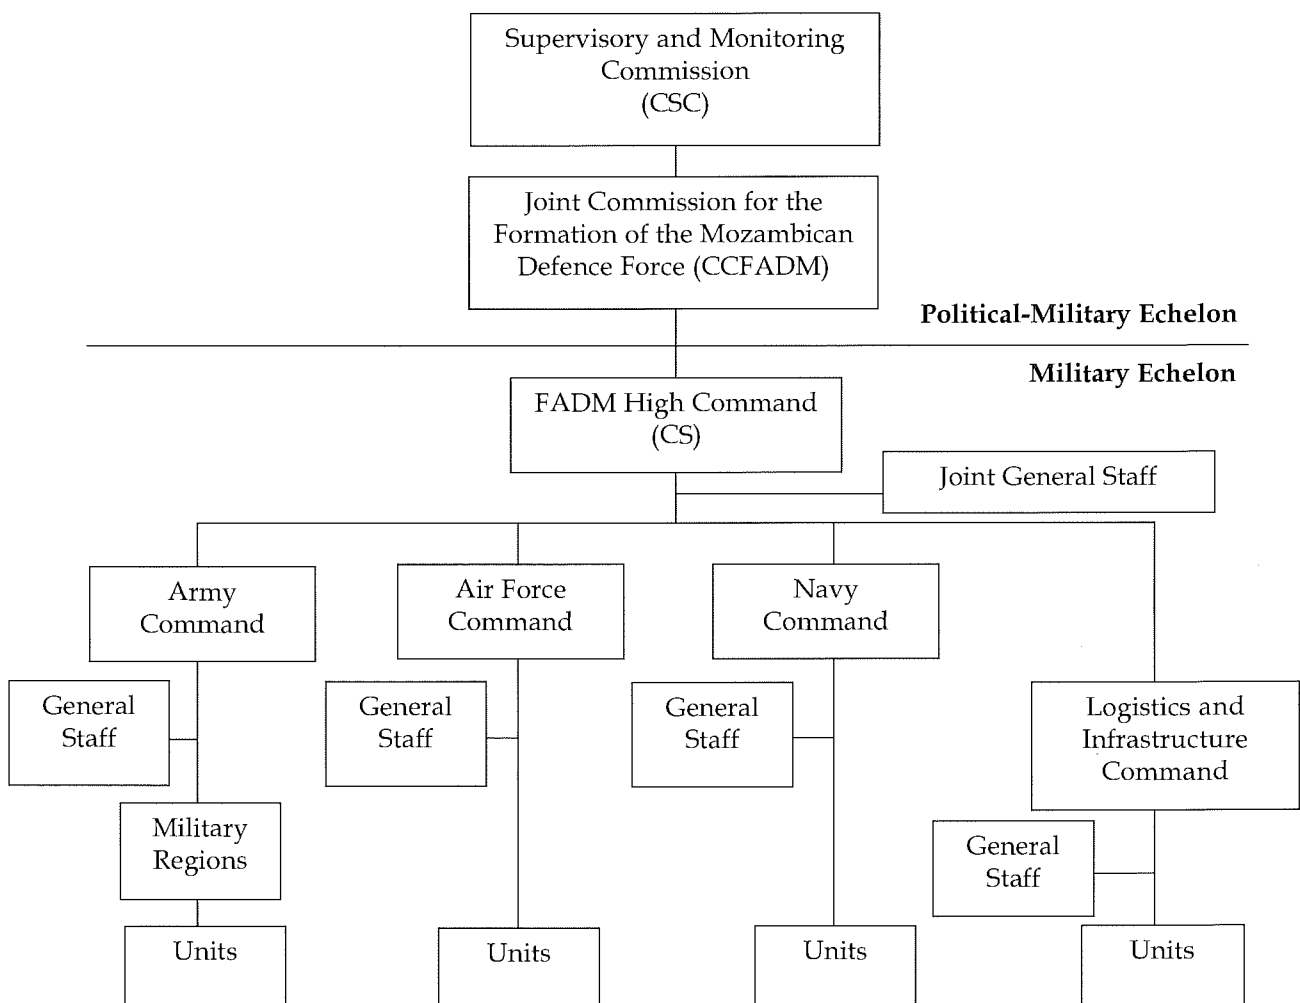 Supervisory and Monitoring
Commission
(CSC)
Joint Commission for the
Formation of the Mozambican
Defence Force (CCFADM)
Political-Military Echelon
Military Echelon
FADM High Command
(CS)
Joint General Staff
Army
Command
Air Force
Command
Navy
Command
General
Staff
General
Staff
General
Staff
Logistics and
Infrastructure
Command
Military
Regions
General
Staff
Units
Units
Units
Units